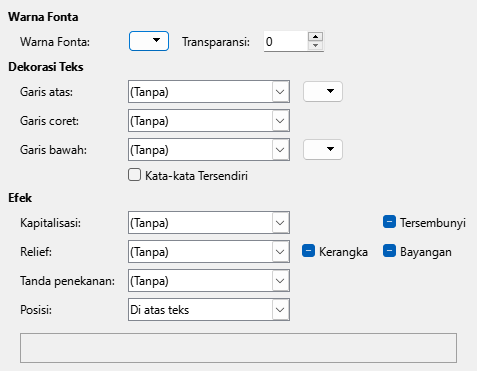 Warna Fonta
Warna Fonta: Transparansi: 0
Dekorasi Teks
Garis atas: (Tanpa)
Garis coret: (Tanpa)
Garis bawah: (Tanpa)
Kata-kata Tersendiri
Efek
Kapitalisasi: (Tanpa) Tersembunyi
Relief: (Tanpa) Kerangka Bayangan
Tanda penekanan: (Tanpa)
Posisi: Di atas teks